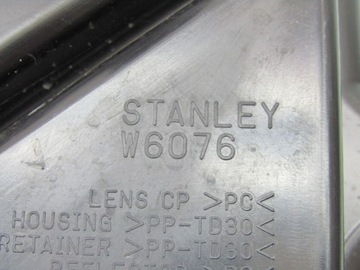 STANLEY
W6076
LENS/CP >PC<
HOUSING >PP-TD30<
RETAINER >PP-TD30<